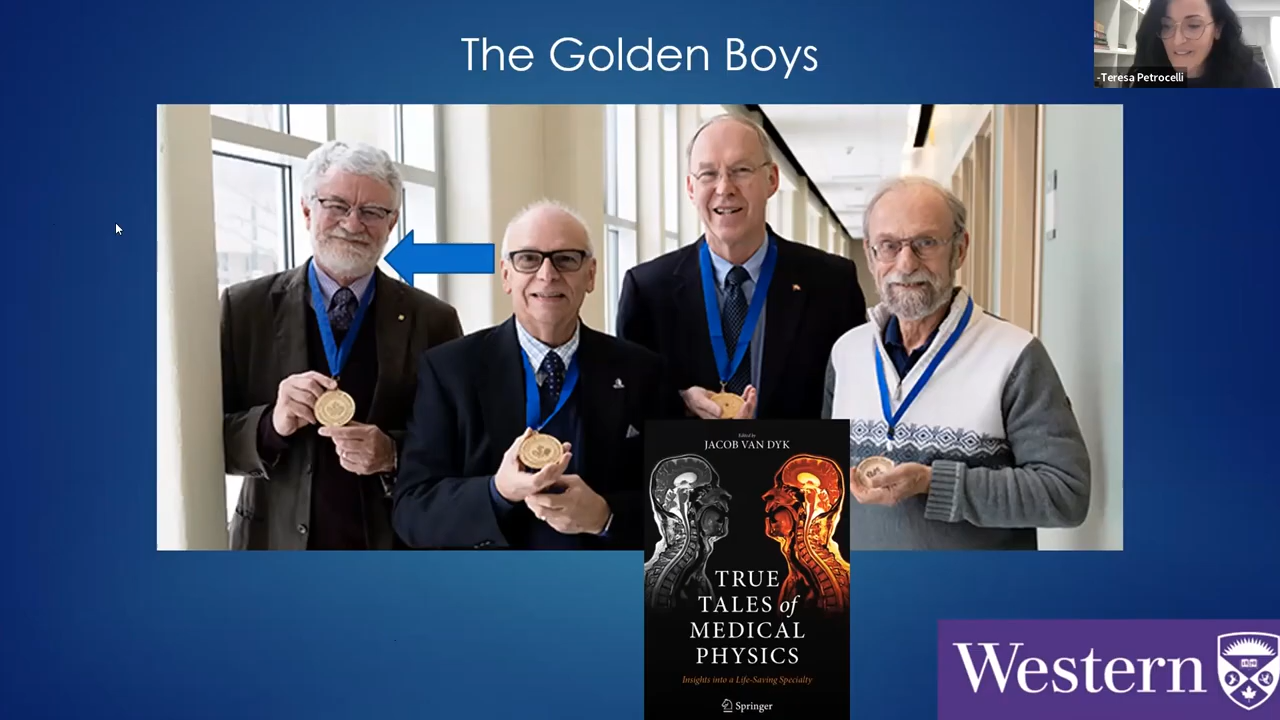 The Golden Boys
-Teresa Petrocelli
Edited by
JACOB VAN DYK
TRUE
TALES of
MEDICAL
PHYSICS
Insights into a Life-Saving Specialty
Springer
Western